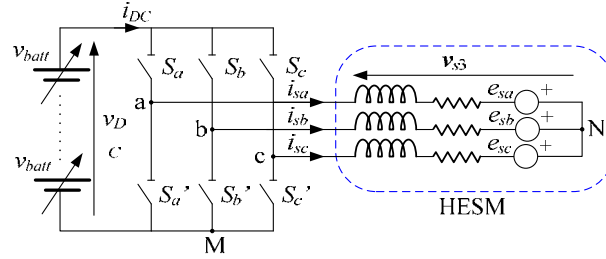 i_DC
v_batt
S_a S_b S_c
v_s3
a
i_sa
e_sa +
v_D
C
b
i_sb
e_sb +
N
c
i_sc
e_sc +
v_batt
S_a’ S_b’ S_c’
M
HESM